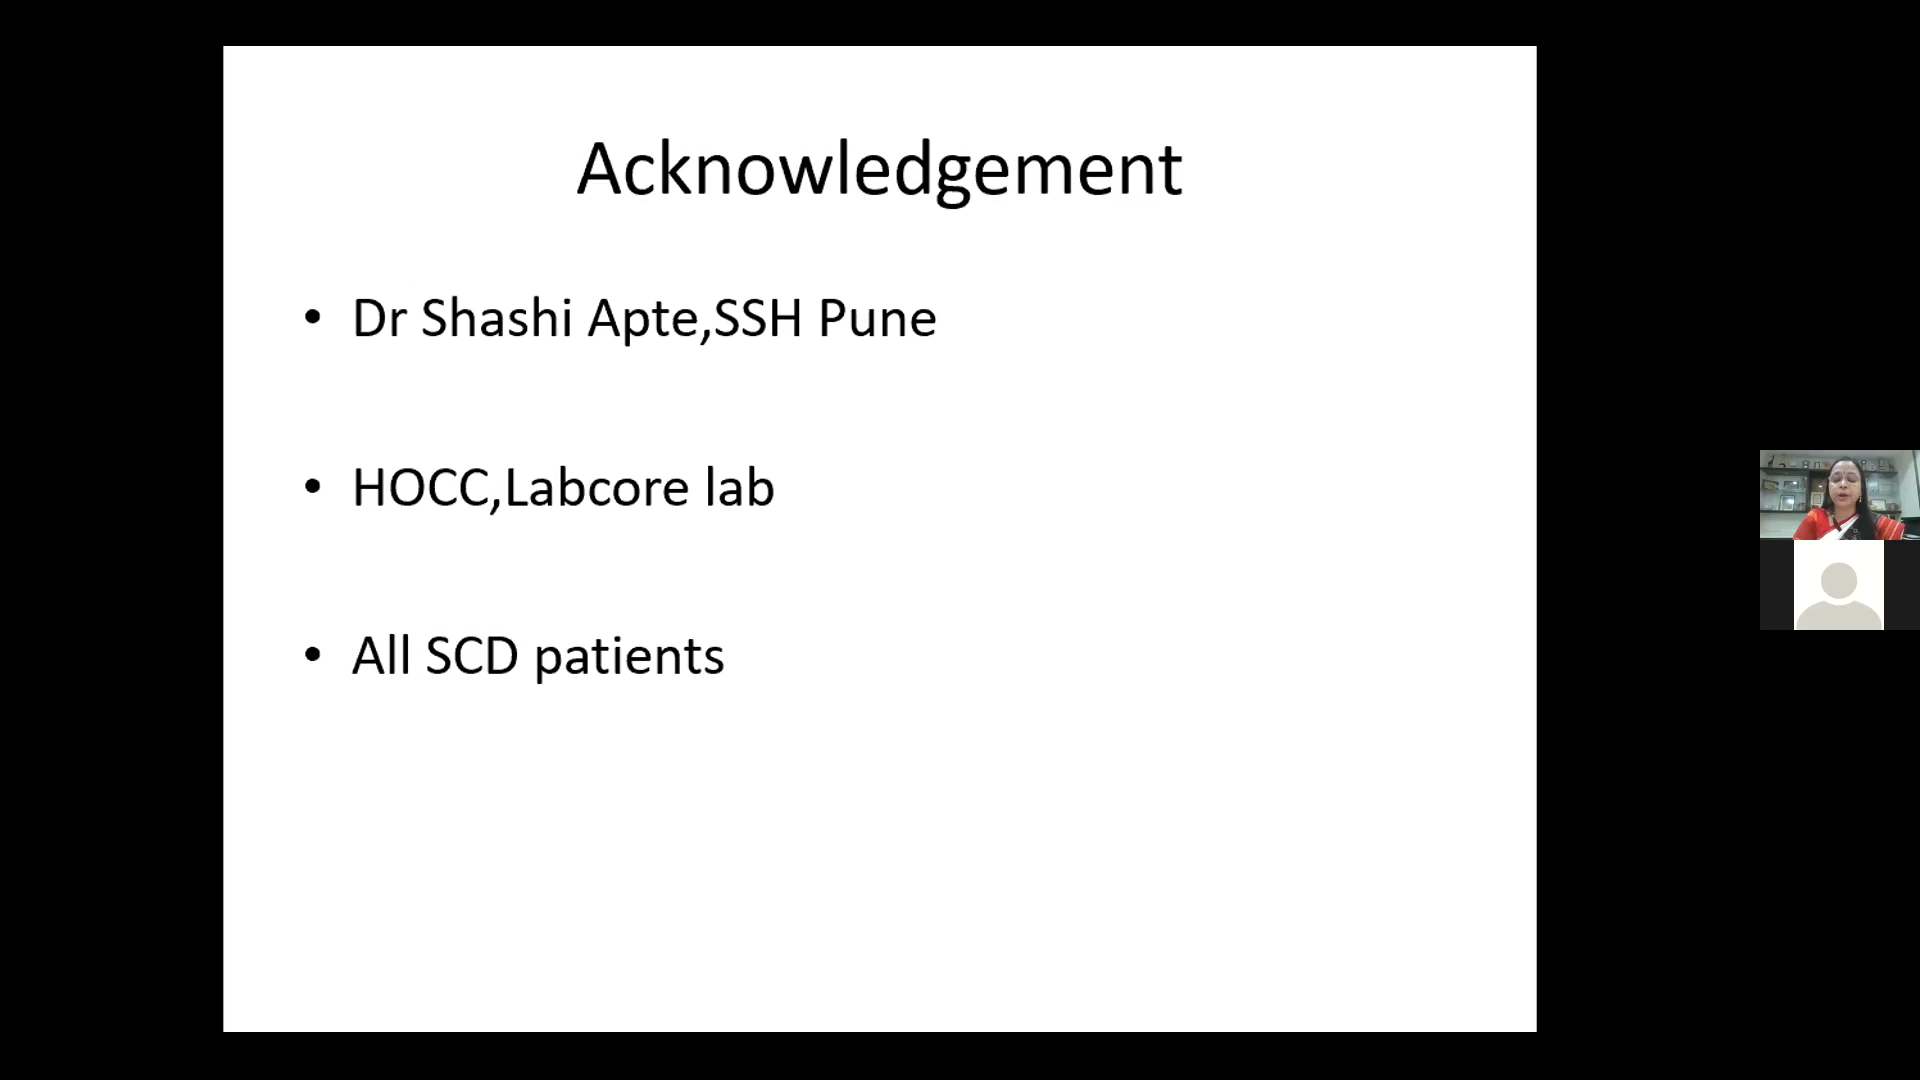 Acknowledgement
• Dr Shashi Apte,SSH Pune
• HOCC,Labcore lab
• All SCD patients